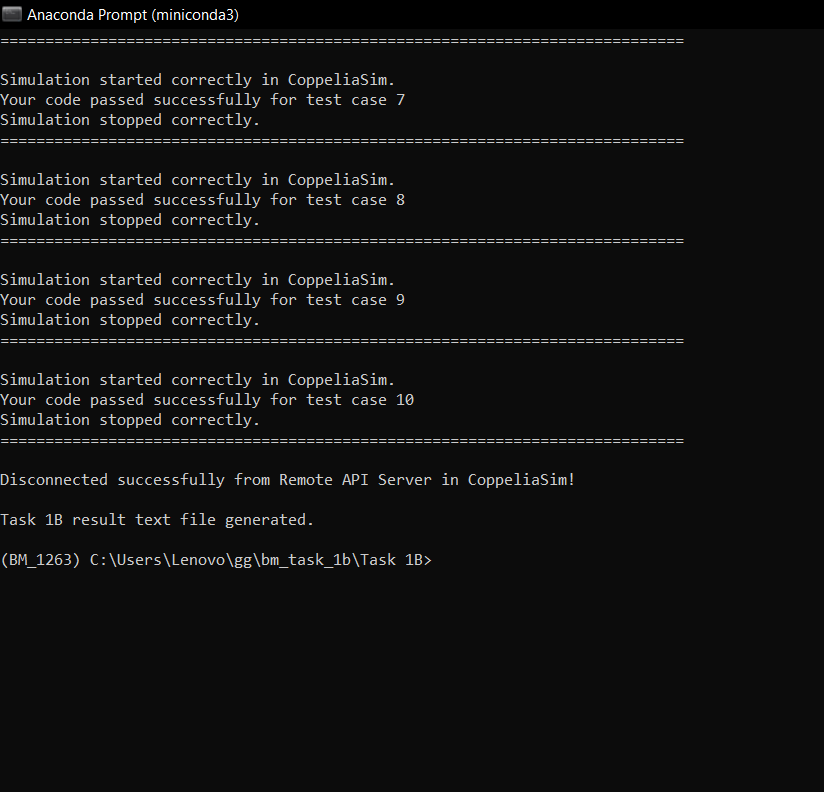 Anaconda Prompt (miniconda3)
============================================================================
Simulation started correctly in CoppeliaSim.
Your code passed successfully for test case 7
Simulation stopped correctly.
============================================================================
Simulation started correctly in CoppeliaSim.
Your code passed successfully for test case 8
Simulation stopped correctly.
============================================================================
Simulation started correctly in CoppeliaSim.
Your code passed successfully for test case 9
Simulation stopped correctly.
============================================================================
Simulation started correctly in CoppeliaSim.
Your code passed successfully for test case 10
Simulation stopped correctly.
============================================================================
Disconnected successfully from Remote API Server in CoppeliaSim!
Task 1B result text file generated.
(BM_1263) C:\Users\Lenovo\gg\bm_task_1b\Task 1B>